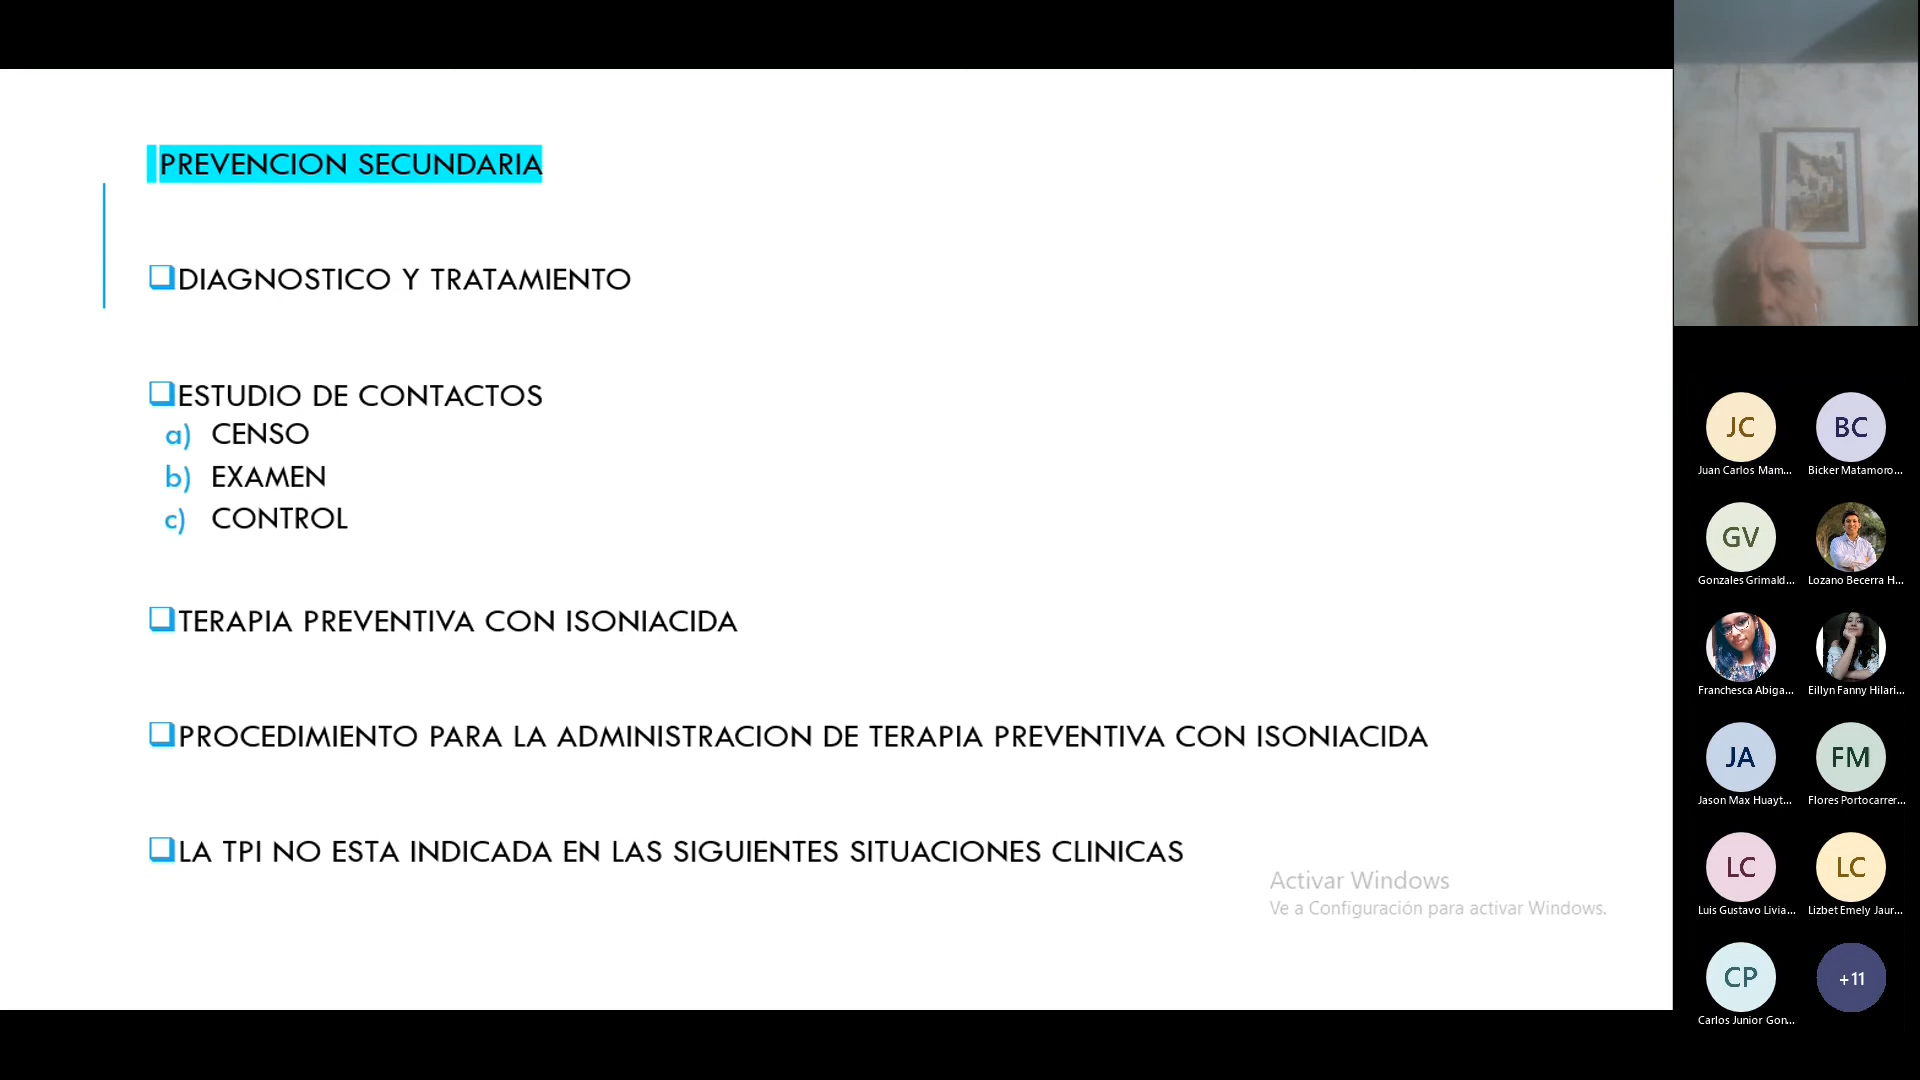 PREVENCION SECUNDARIA
DIAGNOSTICO Y TRATAMIENTO
ESTUDIO DE CONTACTOS
a) CENSO
b) EXAMEN
c) CONTROL
TERAPIA PREVENTIVA CON ISONIACIDA
PROCEDIMIENTO PARA LA ADMINISTRACION DE TERAPIA PREVENTIVA CON ISONIACIDA
LA TPI NO ESTA INDICADA EN LAS SIGUIENTES SITUACIONES CLINICAS
Activar Windows
Ve a Configuración para activar Windows.
JC BC
Juan Carlos Mam... Bicker Matamoro...
GV
Gonzales Grimald... Lozano Becerra H...
Franchesca Abiga... Eillyn Fanny Hilari...
JA FM
Jason Max Huayt... Flores Portocarrer...
LC LC
Luis Gustavo Livia... Lizbet Emely Jaur...
CP +11
Carlos Junior Gon...